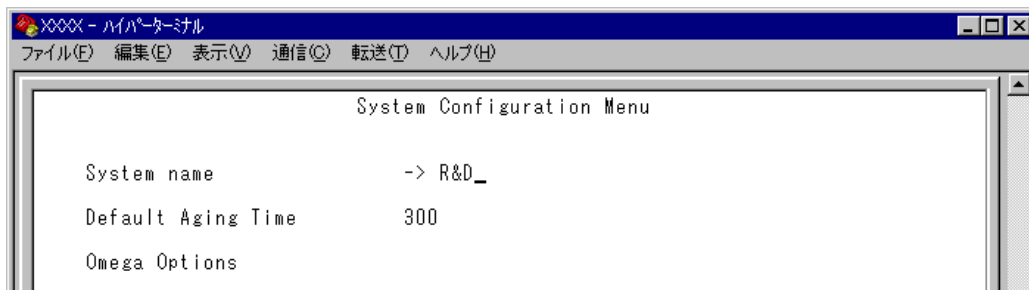 XXXX - ハイパーターミナル
ファイル(F) 編集(E) 表示(V) 通信(C) 転送(T) ヘルプ(H)
System Configuration Menu
System name -> R&D_
Default Aging Time 300
Omega Options